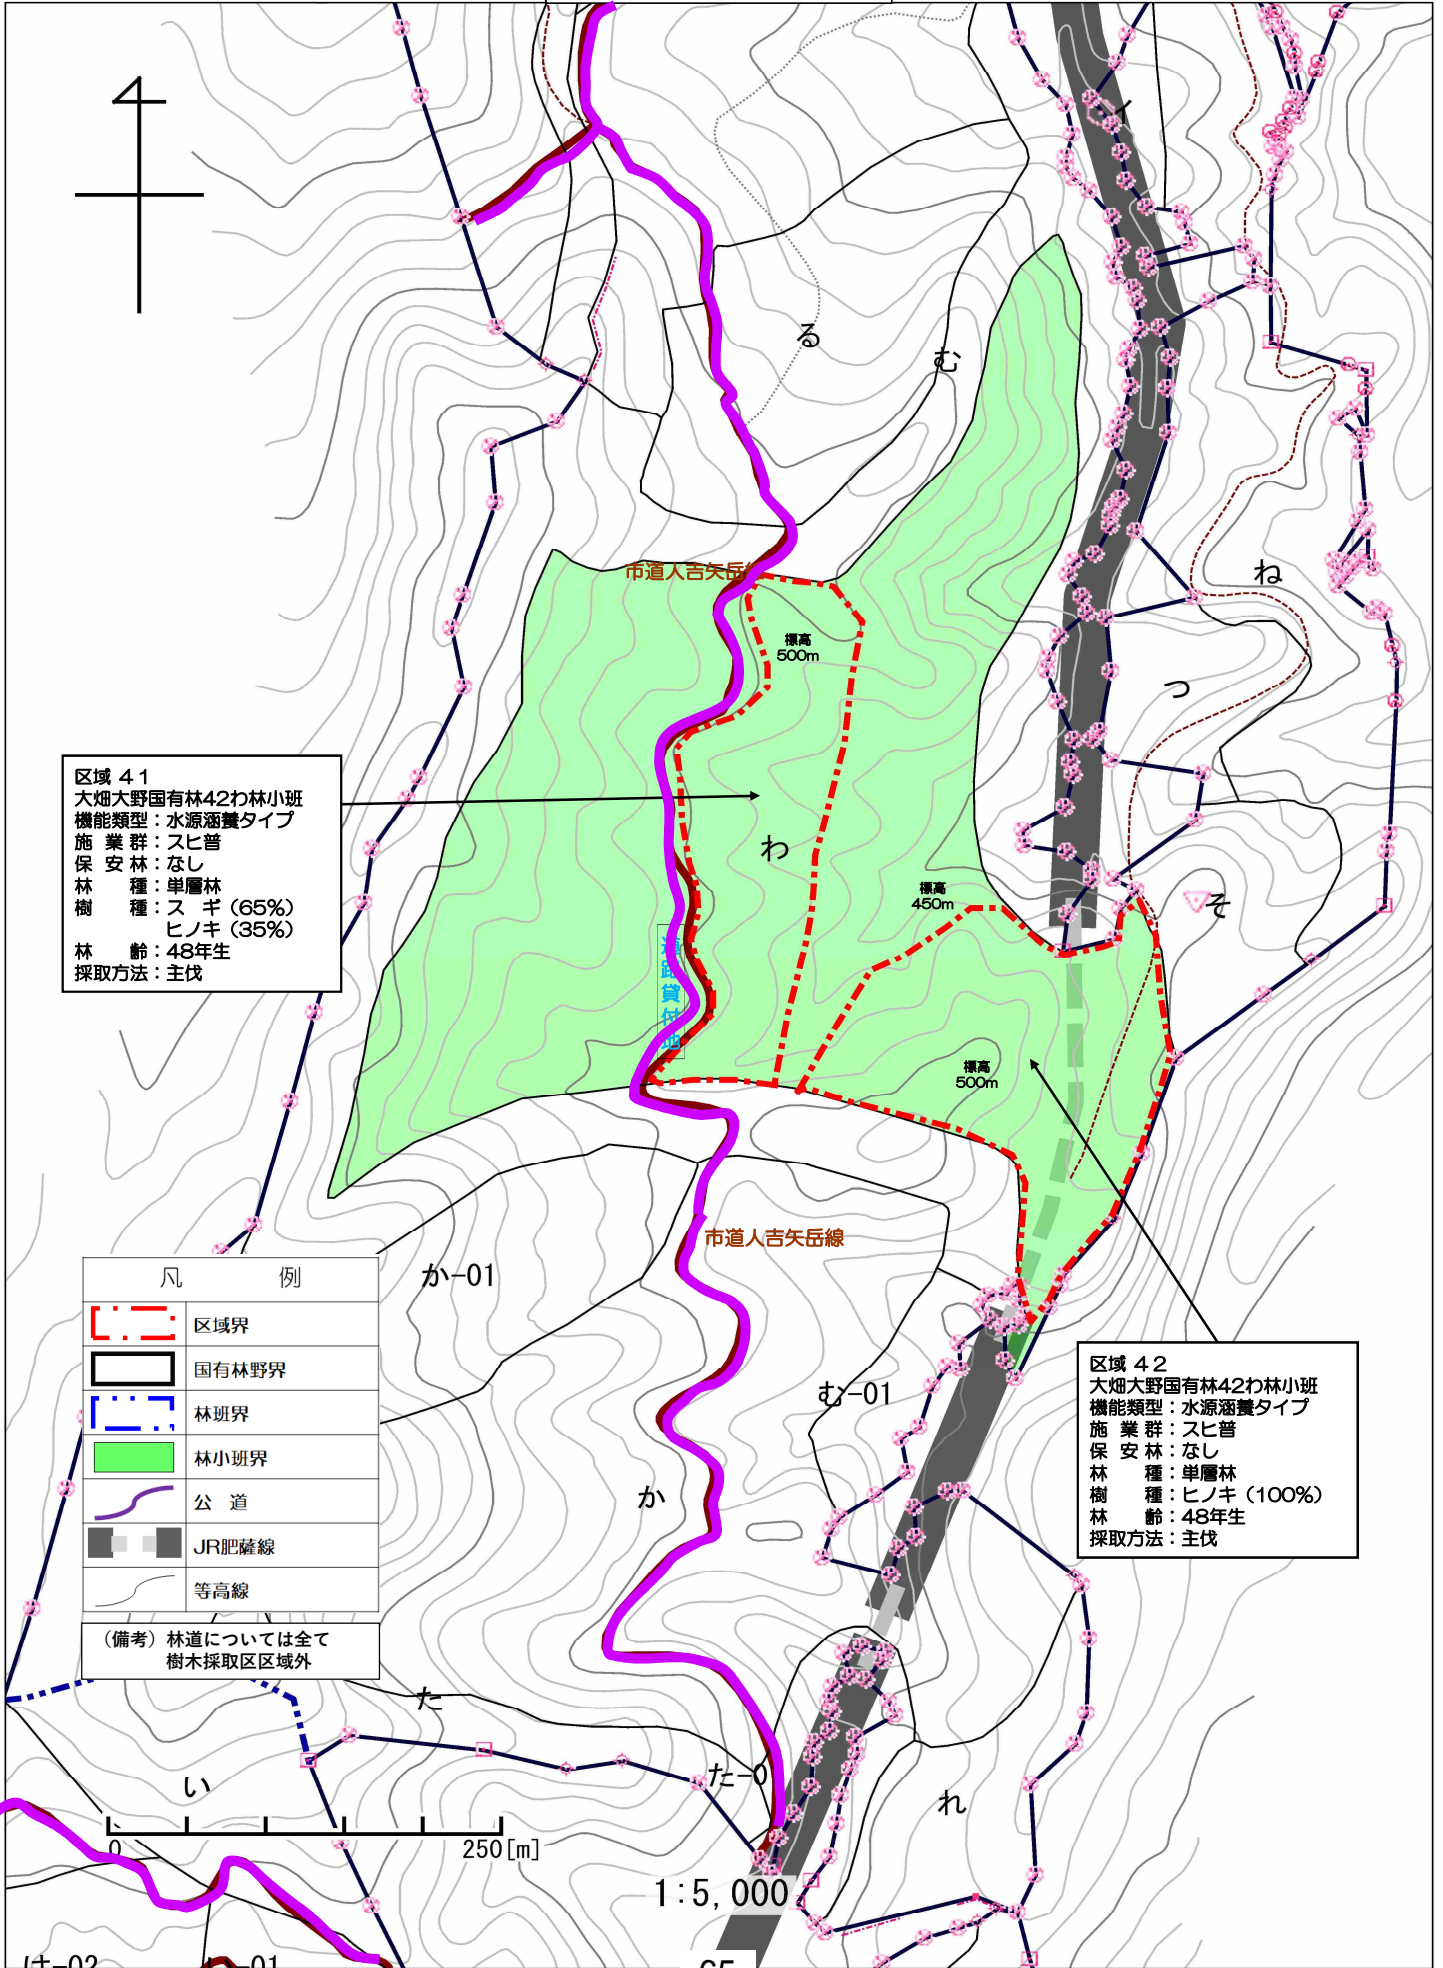 イ
る
む
市道人吉矢岳線
ね
標高
500m
つ
区域 41
大畑大野国有林42わ林小班
機能類型：水源涵養タイプ
施業群：スヒ普
保安林：なし
林　種：単層林
樹　種：スギ（65%）
ヒノキ（35%）
林　齢：48年生
採取方法：主伐
わ
標高
450m
そ
道路貸付地
標高
500m
市道人吉矢岳線
か-01
凡　例
区域界
国有林野界
林班界
林小班界
公　道
JR肥薩線
等高線
（備考）林道については全て
樹木採取区区域外
む-01
か
区域 42
大畑大野国有林42わ林小班
機能類型：水源涵養タイプ
施業群：スヒ普
保安林：なし
林　種：単層林
樹　種：ヒノキ（100%）
林　齢：48年生
採取方法：主伐
た
い
た-0
れ
0
250[m]
1:5,000